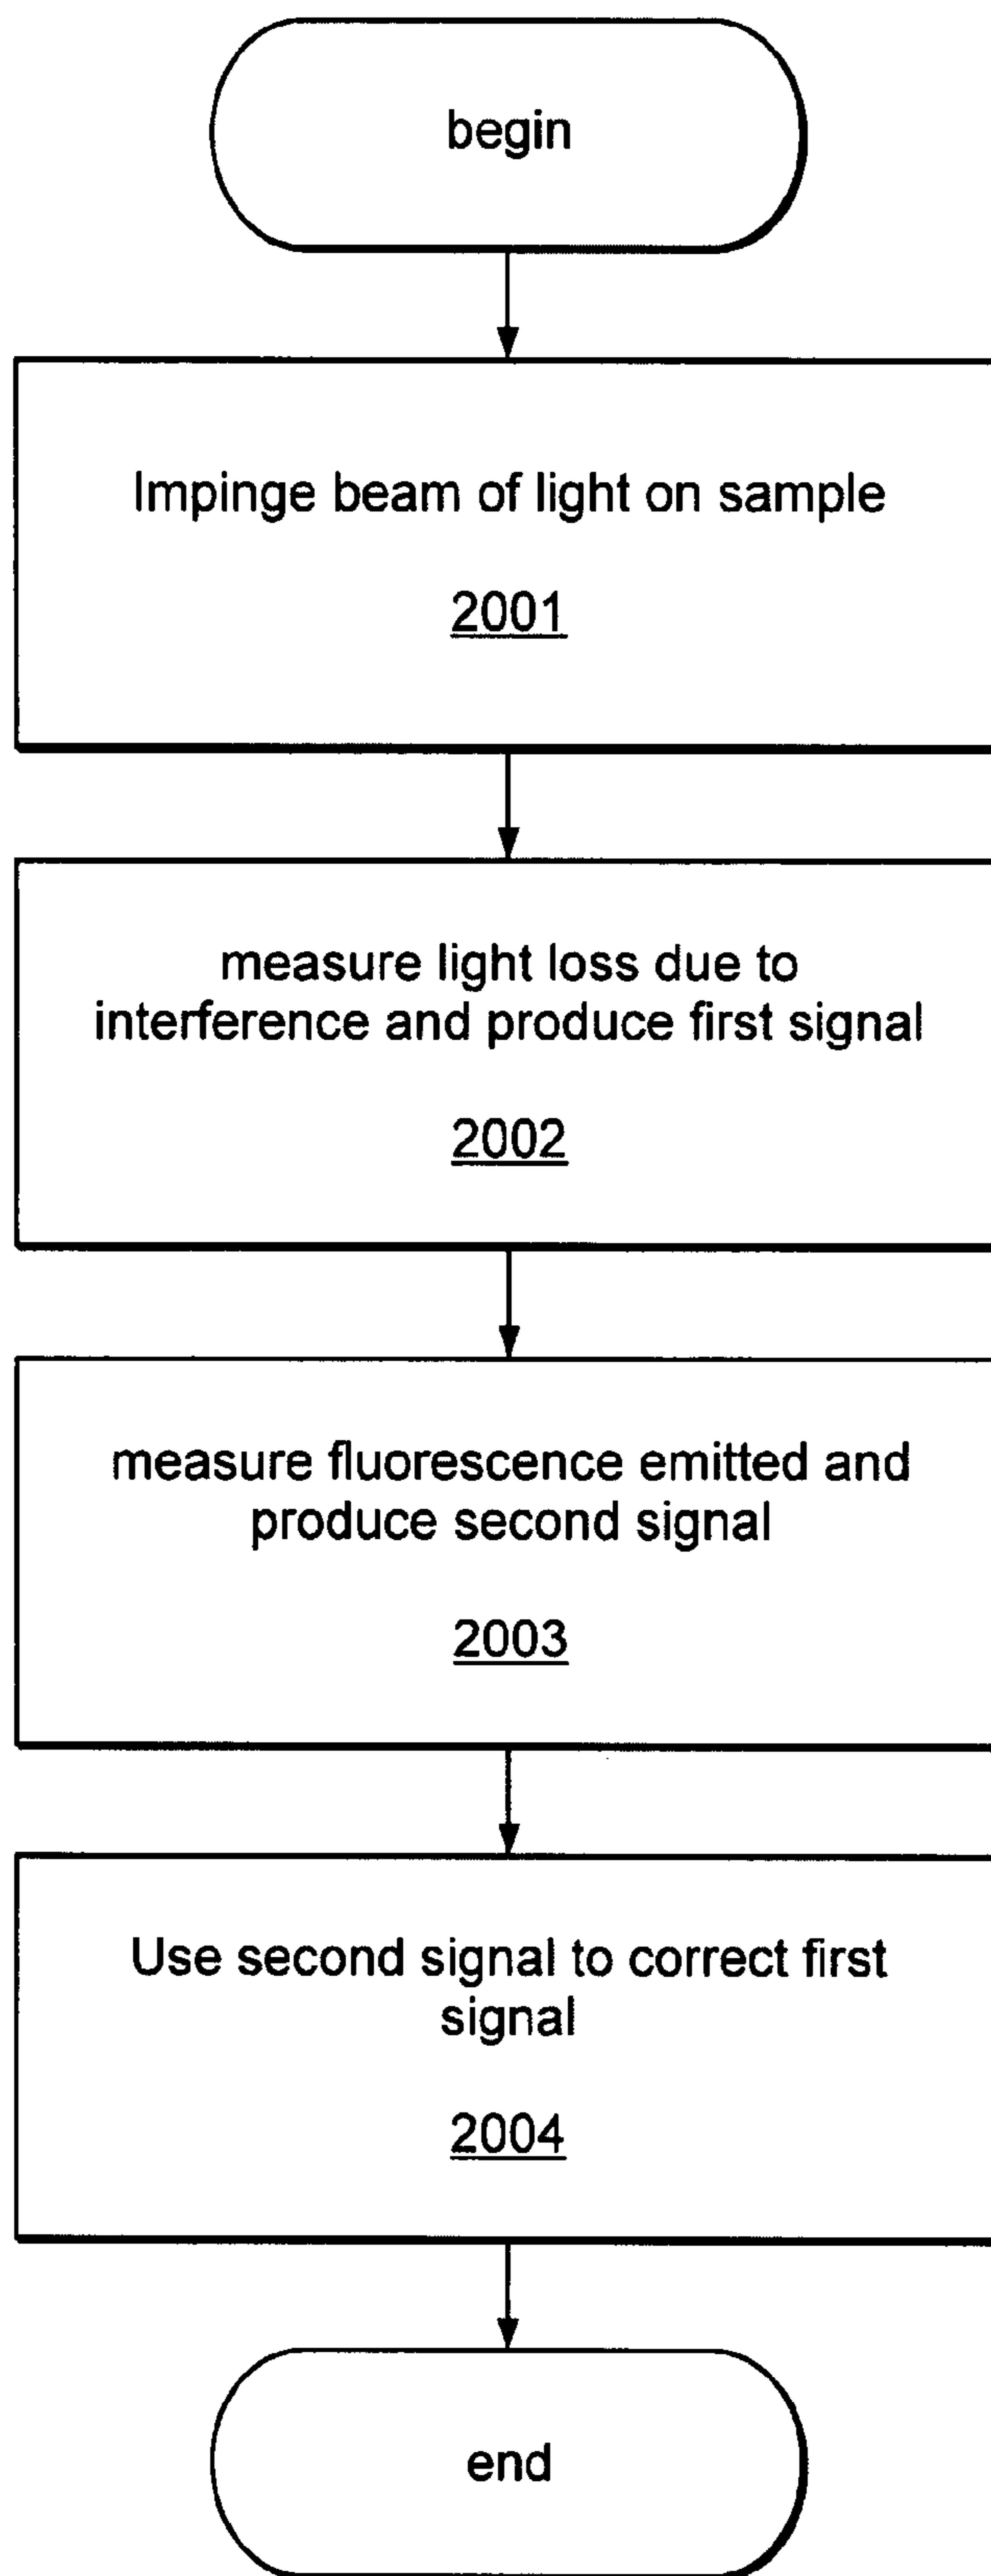 begin
Impinge beam of light on sample
2001
measure light loss due to
interference and produce first signal
2002
measure fluorescence emitted and
produce second signal
2003
Use second signal to correct first
signal
2004
end